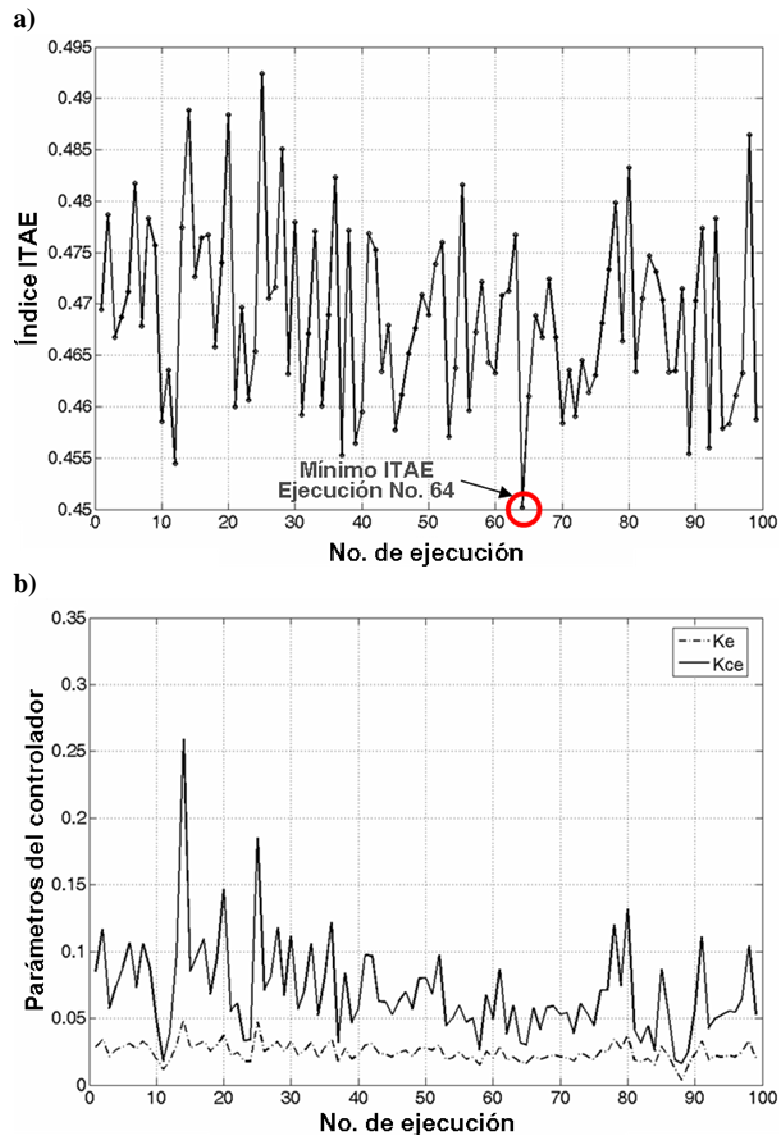 a)
0.495
0.49
0.485
0.48
0.475
0.47
0.465
0.46
0.455
0.45
Índice ITAE
Mínimo ITAE
Ejecución No. 64
0 10 20 30 40 50 60 70 80 90 100
No. de ejecución
b)
0.35
0.3
0.25
0.2
0.15
0.1
0.05
0
Parámetros del controlador
Ke
Kce
0 10 20 30 40 50 60 70 80 90 100
No. de ejecución